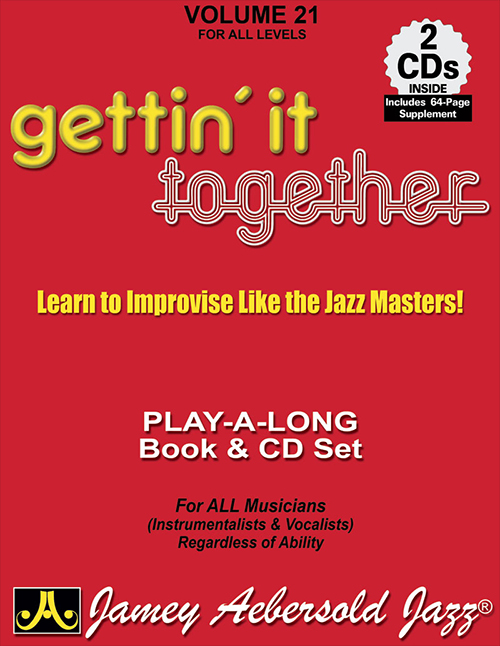 VOLUME 21
FOR ALL LEVELS
2
CDs
INSIDE
Includes 64-Page
Supplement
gettin´ it
together
Learn to Improvise Like the Jazz Masters!
PLAY-A-LONG
Book & CD Set
For ALL Musicians
(Instrumentalists & Vocalists)
Regardless of Ability
JA Jamey Aebersold Jazz®